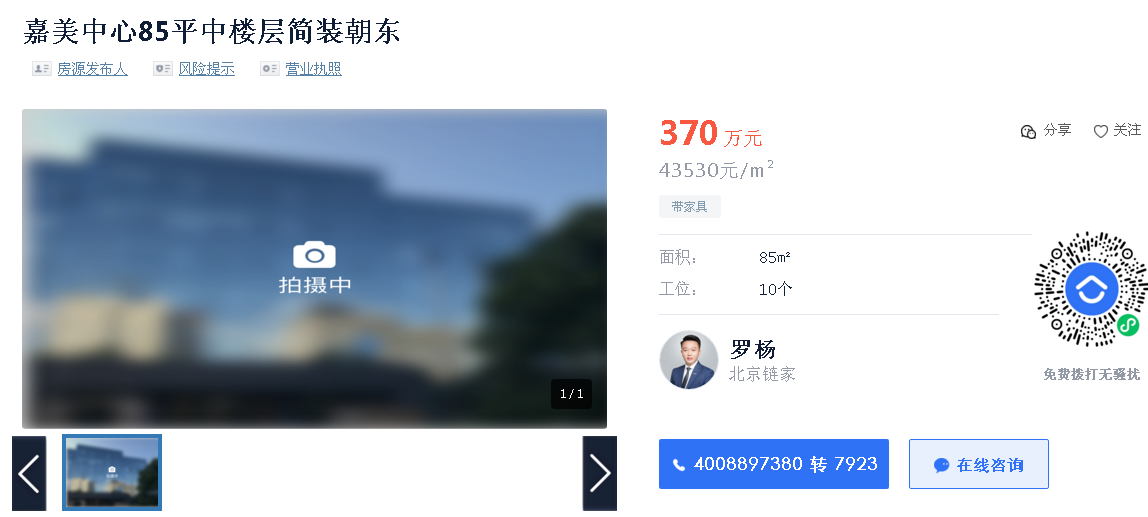 嘉美中心85平中楼层简装朝东
房源发布人 风险提示 营业执照
拍摄中
1/1
370 万元
分享 关注
43530元/m²
带家具
面积: 85㎡
工位: 10个
罗杨
北京链家
免费拨打无骚扰
4008897380 转 7923
在线咨询